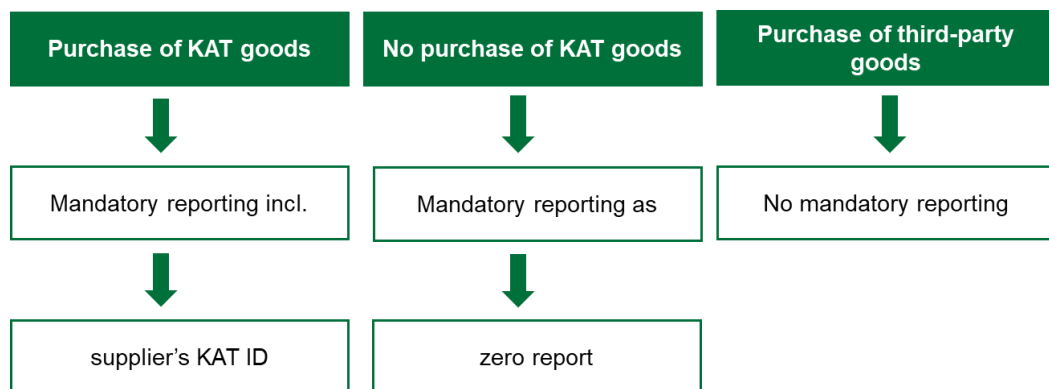 Purchase of KAT goods
No purchase of KAT goods
Purchase of third-party
goods
Mandatory reporting incl.
Mandatory reporting as
No mandatory reporting
supplier's KAT ID
zero report